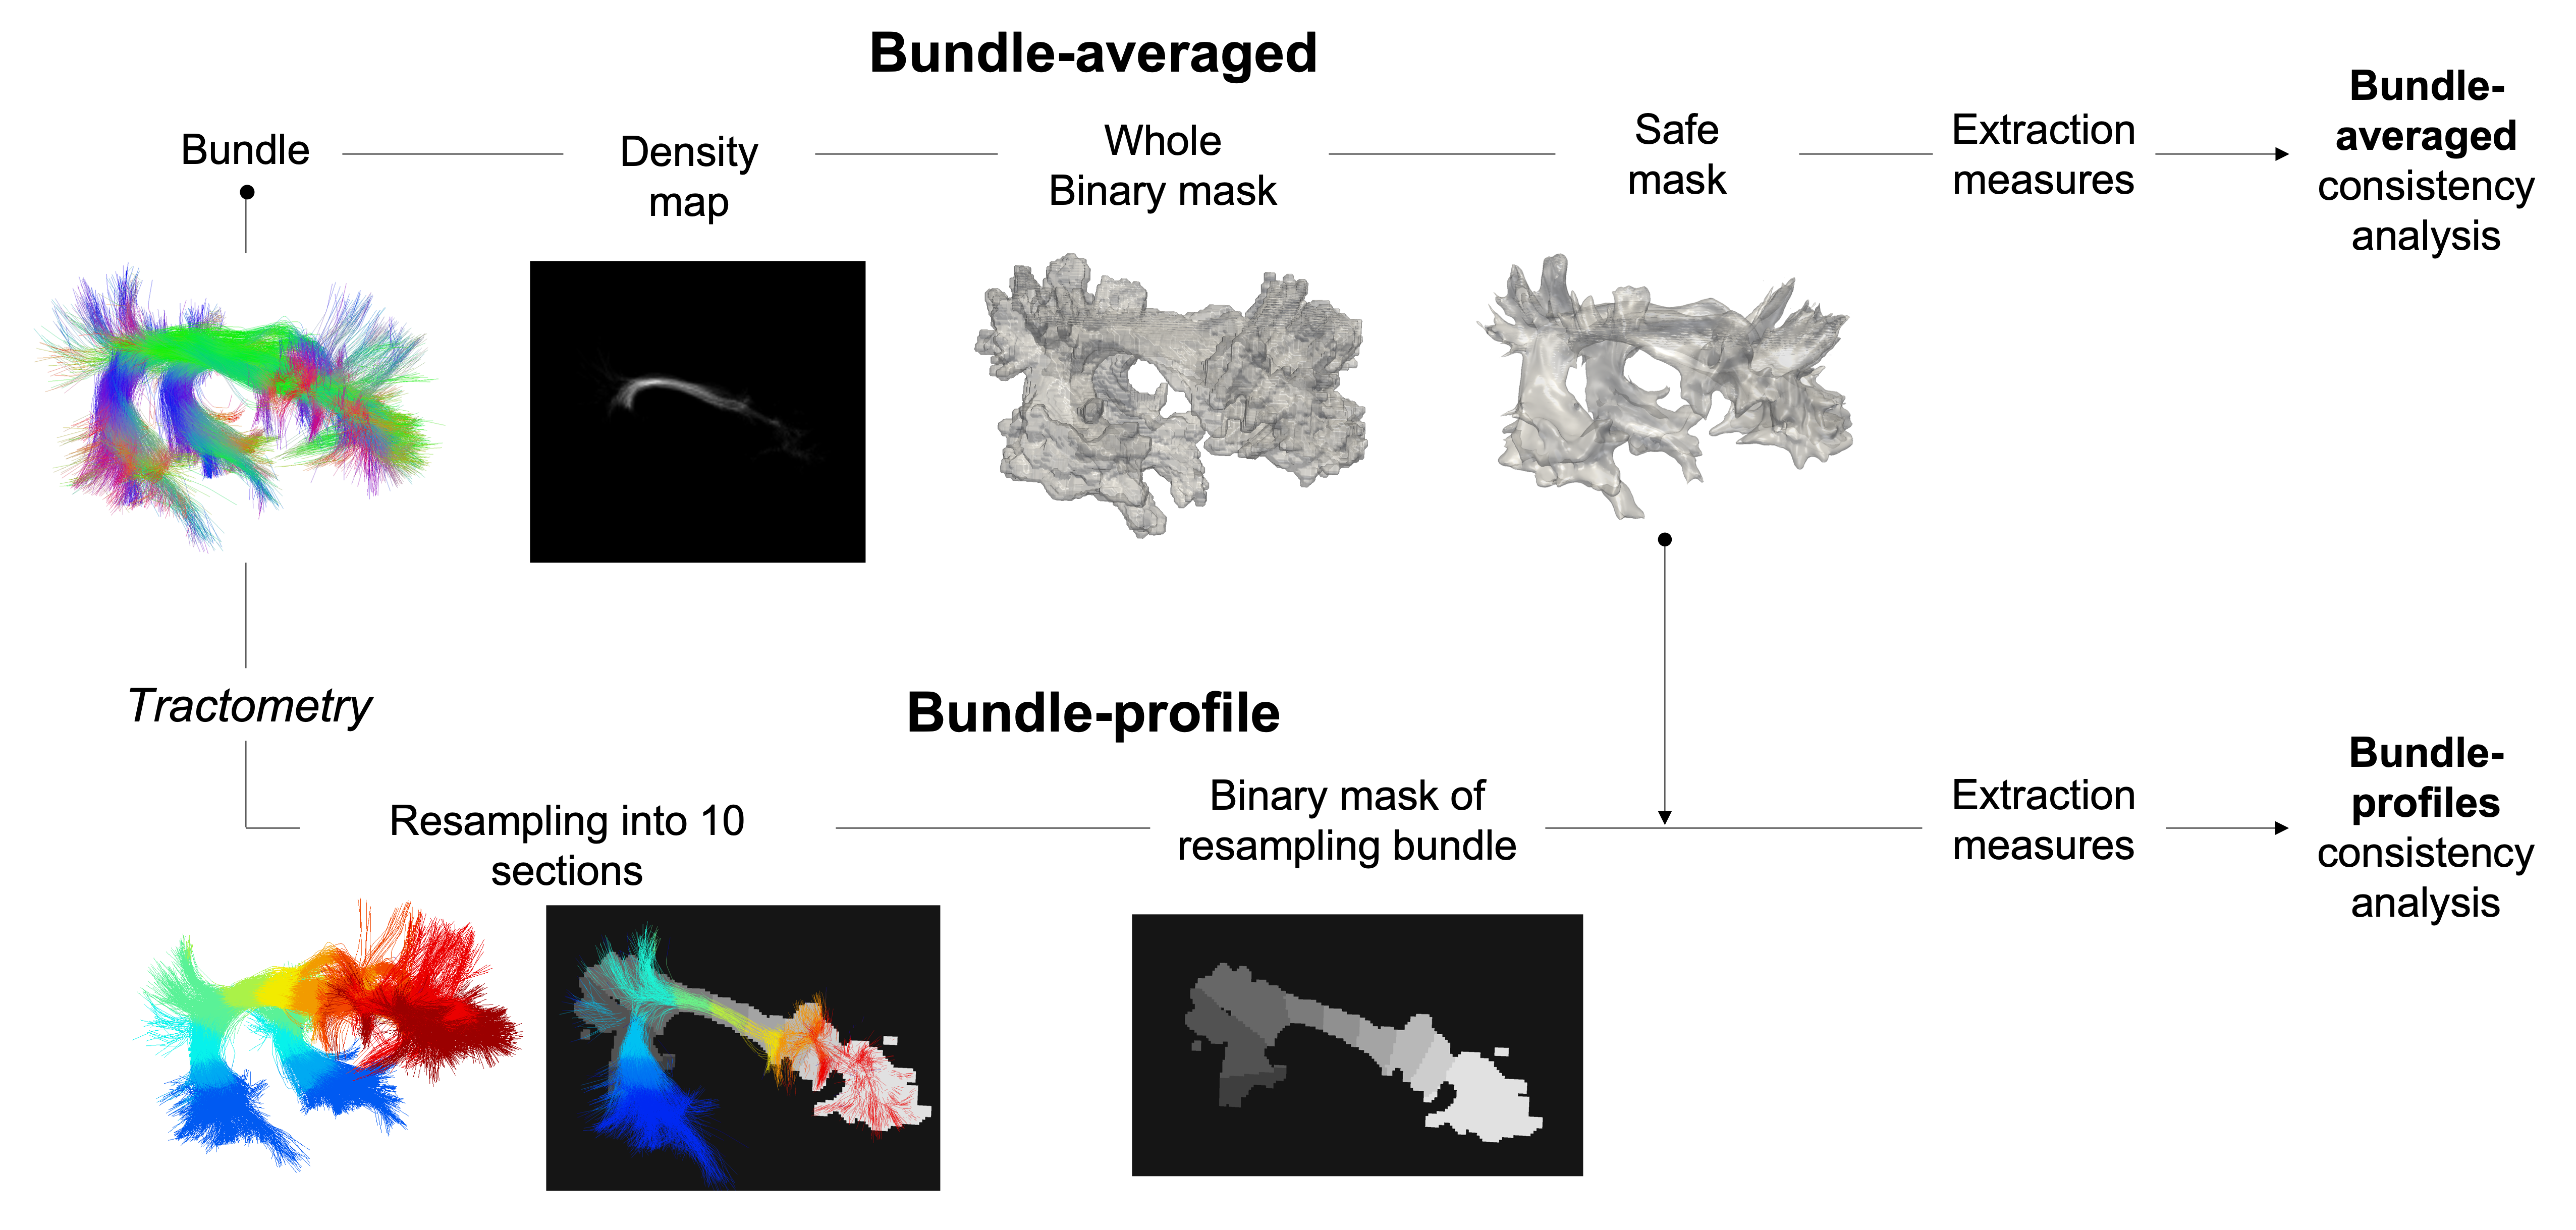 Bundle-averaged
Bundle
Density
map
Whole
Binary mask
Safe
mask
Extraction
measures
Bundle-
averaged
consistency
analysis
Tractometry
Bundle-profile
Resampling into 10
sections
Binary mask of
resampling bundle
Extraction
measures
Bundle-
profiles
consistency
analysis